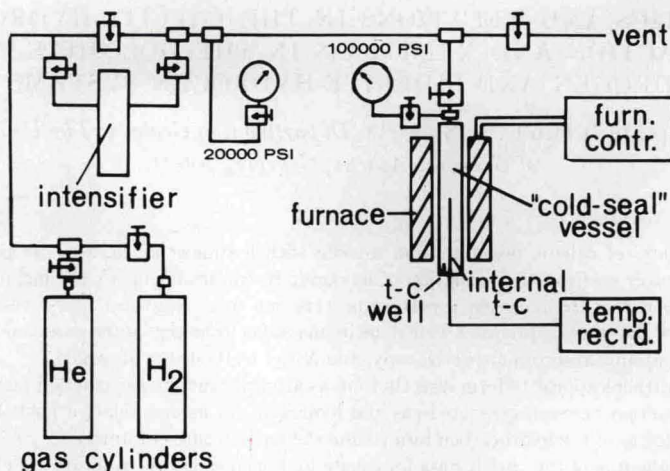 100000 PSI
vent
20000 PSI
furn.
contr.
intensifier
furnace
"cold-seal"
vessel
t-c
well
internal
t-c
temp.
recrd.
He
H2
gas cylinders